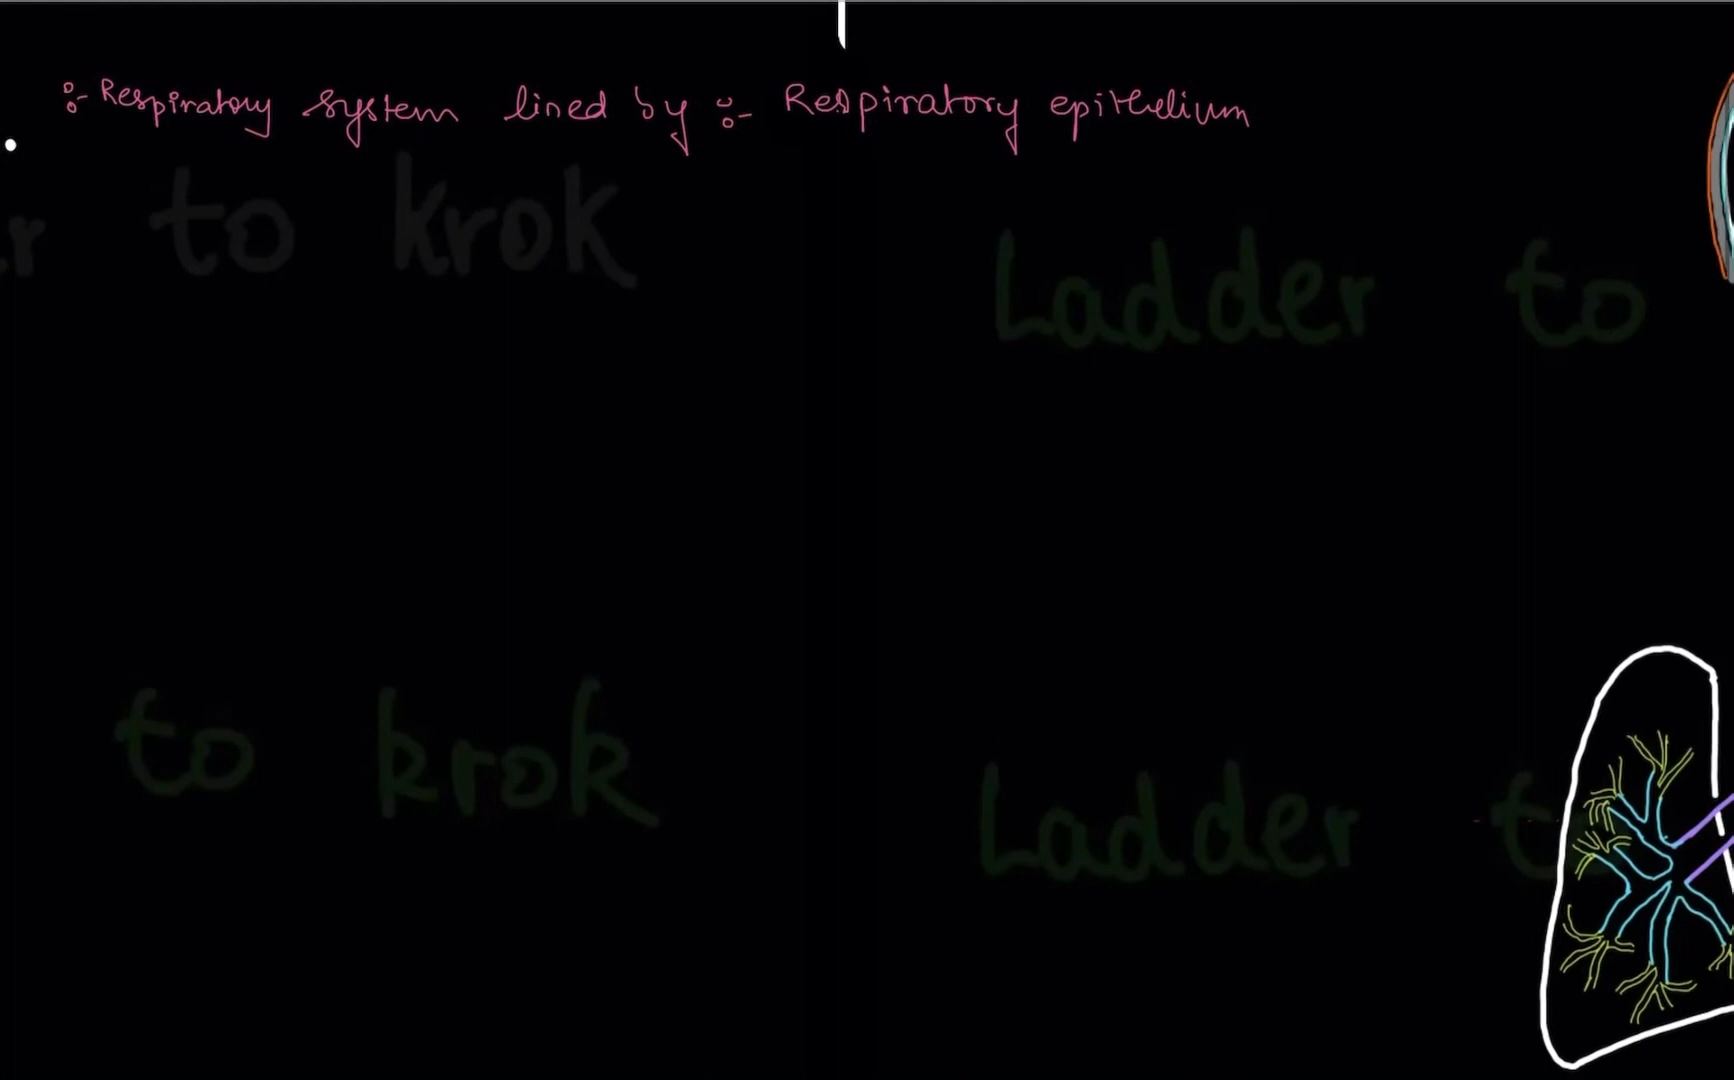 :- Respiratory system lined by :- Respiratory epithelium
to krok
Ladder to
to krok
Ladder